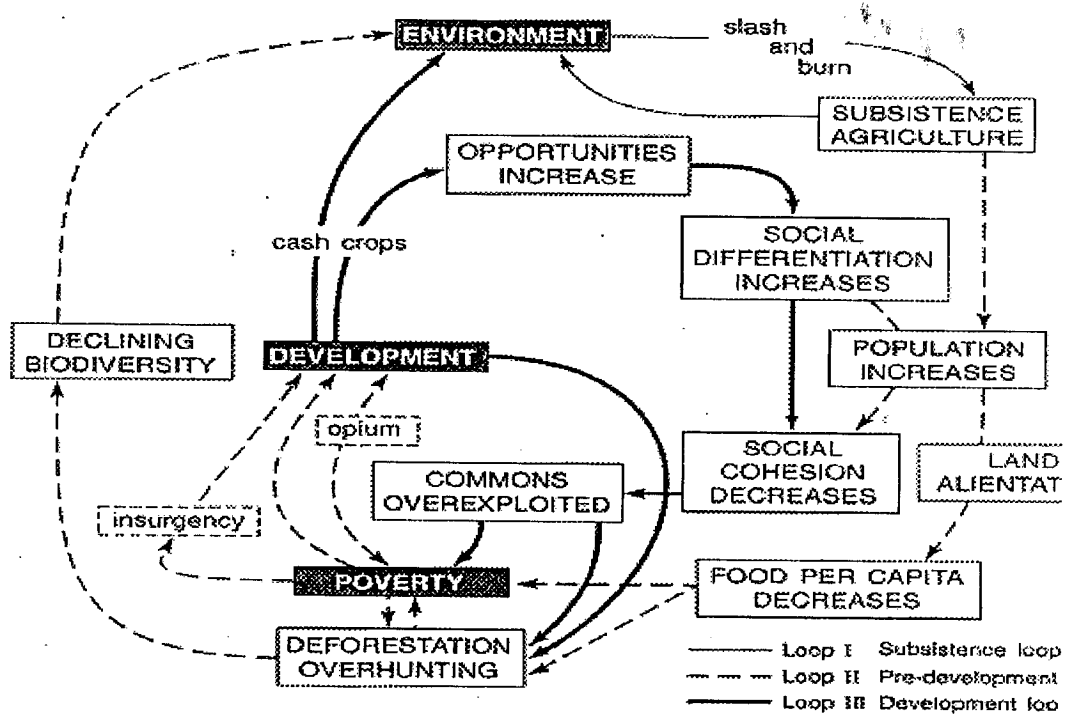 ENVIRONMENT
slash
and
burn
SUBSISTENCE
AGRICULTURE
OPPORTUNITIES
INCREASE
SOCIAL
DIFFERENTIATION
INCREASES
cash crops
DECLINING
BIODIVERSITY
DEVELOPMENT
POPULATION
INCREASES
opium
SOCIAL
COHESION
DECREASES
LAND
ALIENTAT
COMMONS
OVEREXPLOITED
insurgency
POVERTY
FOOD PER CAPITA
DECREASES
DEFORESTATION
OVERHUNTING
Loop I Subsistence loop
Loop II Pre-development
Loop III Development loo